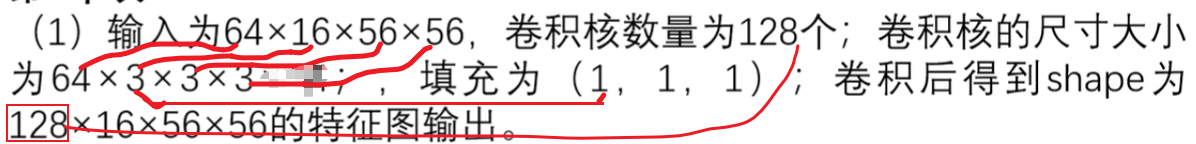 （1）输入为64×16×56×56，卷积核数量为128个；卷积核的尺寸大小
为64×3×3×3；，填充为（1，1，1）；卷积后得到shape为
128×16×56×56的特征图输出。